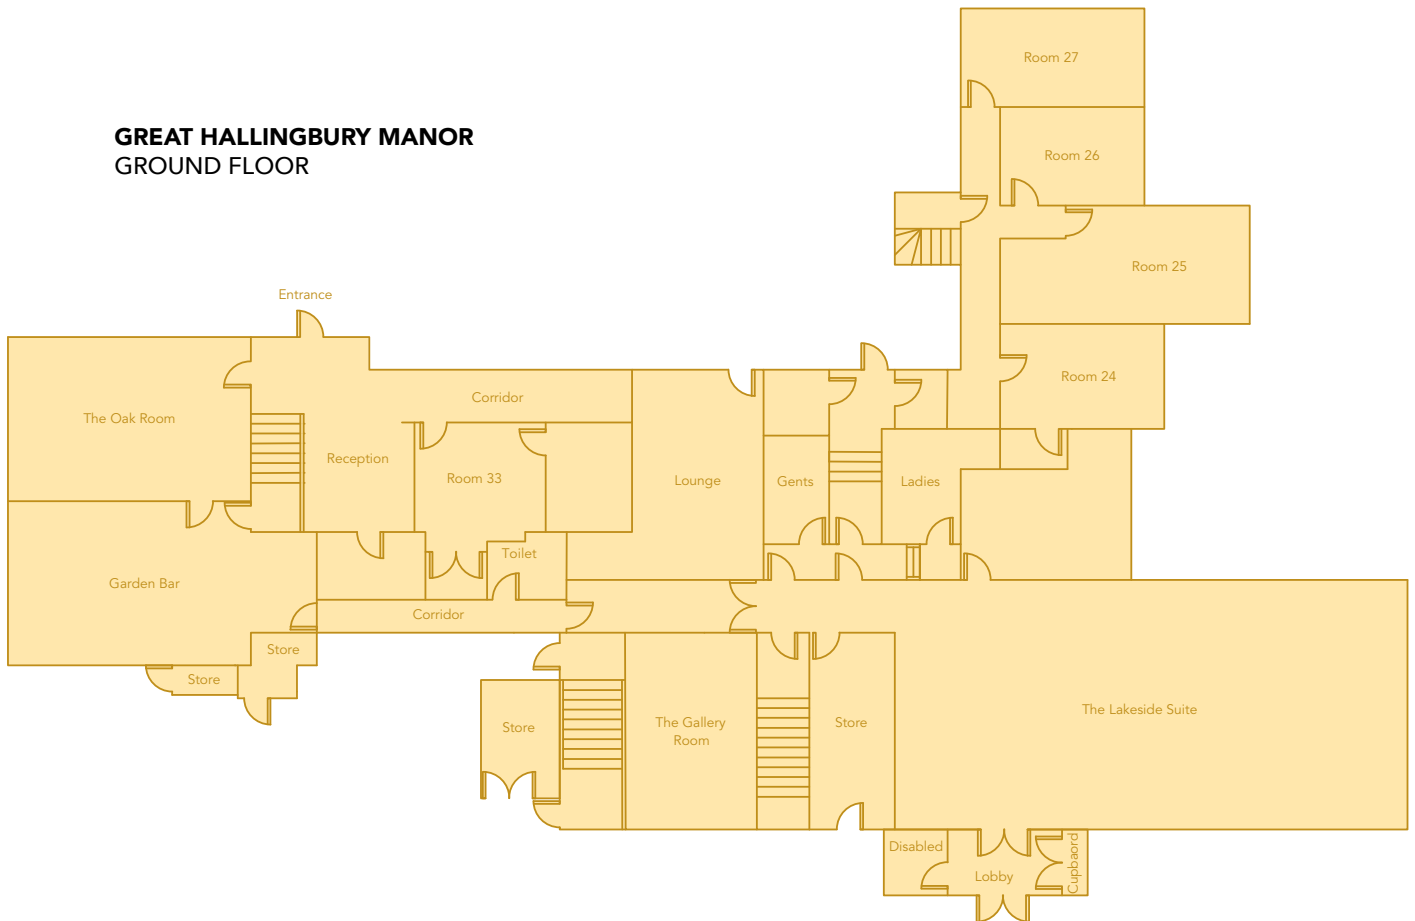 GREAT HALLINGBURY MANOR
GROUND FLOOR
Room 27
Room 26
Room 25
Room 24
Entrance
The Oak Room
Corridor
Reception
Room 33
Lounge
Gents
Ladies
Toilet
Garden Bar
Corridor
Store
Store
Store
The Gallery
Room
Store
The Lakeside Suite
Disabled
Lobby
Cupbaord